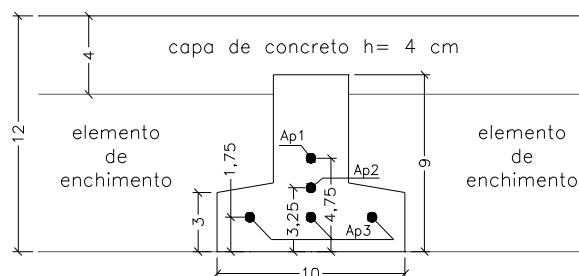 capa de concreto h= 4 cm
4
12
elemento
de
enchimento
elemento
de
enchimento
Ap1
Ap2
Ap3
1,75
3,25
4,75
3
9
10